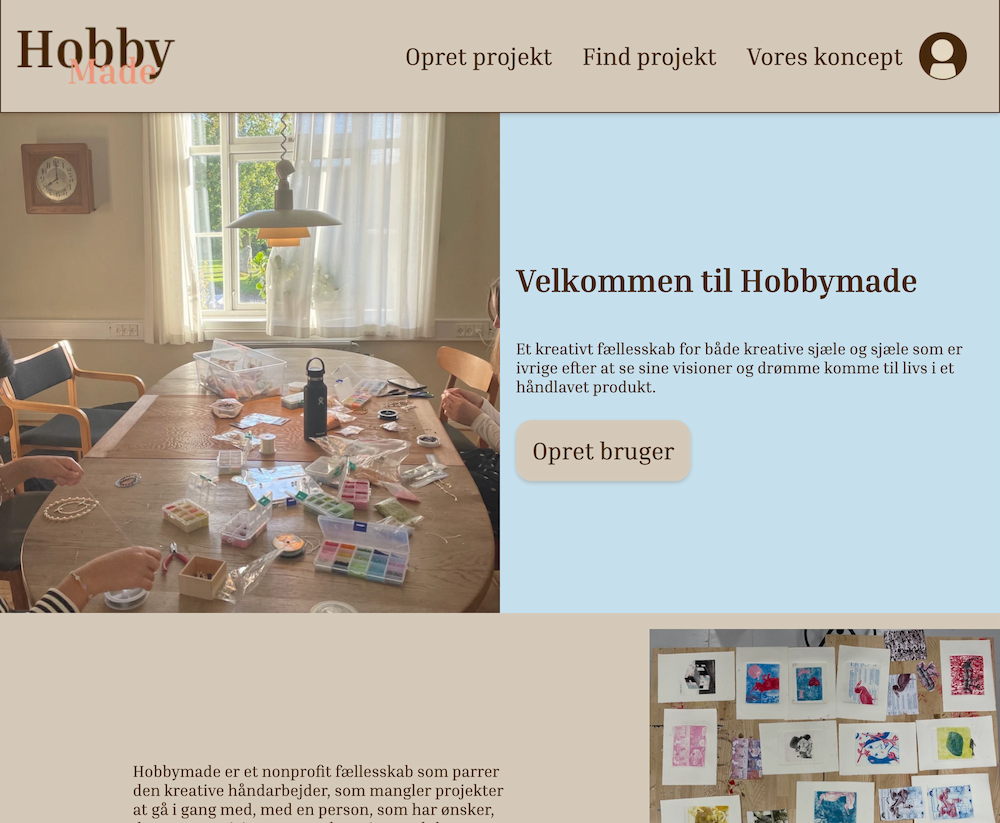 Hobby
Made
Opret projekt
Find projekt
Vores koncept
Velkommen til Hobbymade
Et kreativt fællesskab for både kreative sjæle og sjæle som er
ivrige efter at se sine visioner og drømme komme til livs i et
håndlavet produkt.
Opret bruger
Hobbymade er et nonprofit fællesskab som parrer
den kreative håndarbejder, som mangler projekter
at gå i gang med, med en person, som har ønsker,